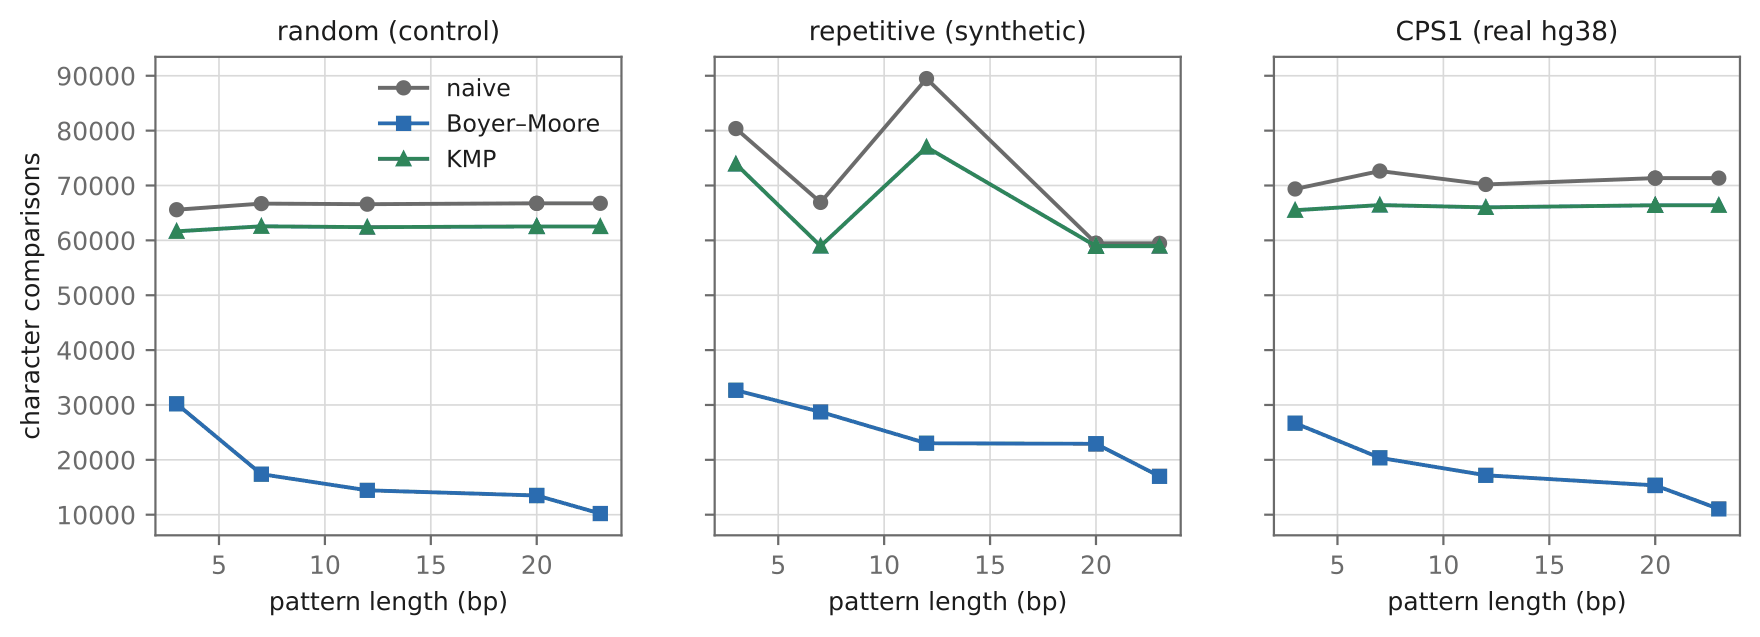 random (control)
repetitive (synthetic)
CPS1 (real hg38)
character comparisons
90000
80000
70000
60000
50000
40000
30000
20000
10000
naive
Boyer–Moore
KMP
5 10 15 20
5 10 15 20
5 10 15 20
pattern length (bp)
pattern length (bp)
pattern length (bp)